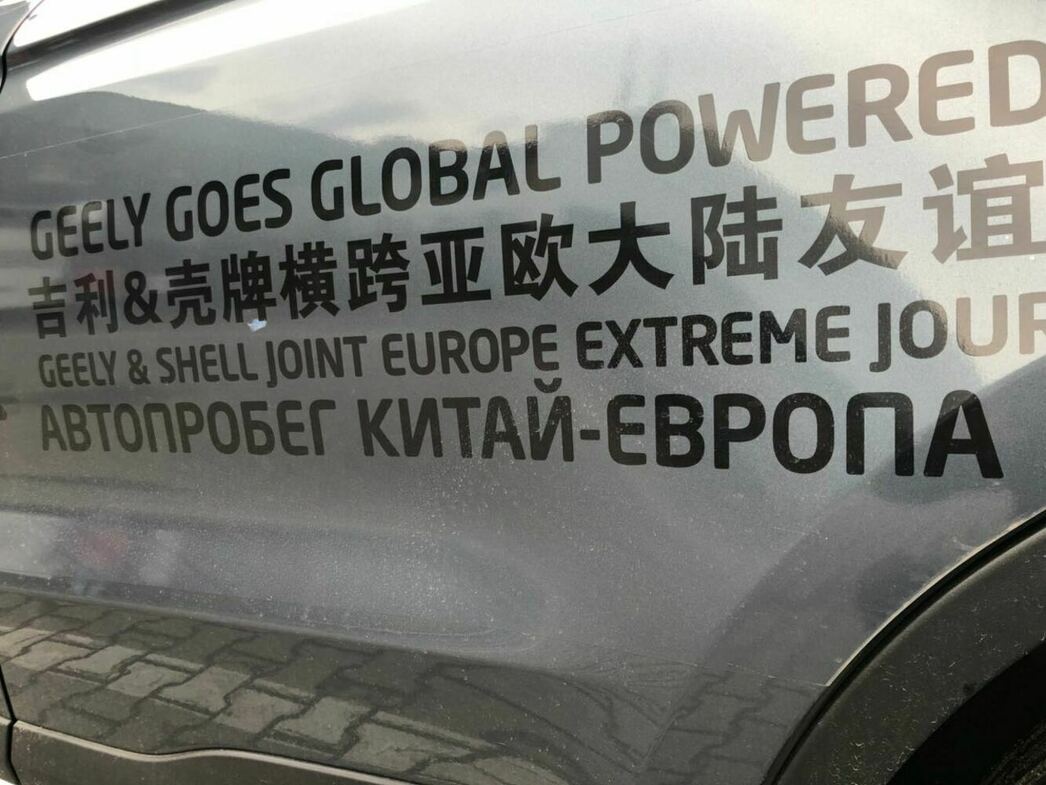 GEELY GOES GLOBAL POWERED
吉利&壳牌横跨亚欧大陆友谊
GEELY & SHELL JOINT EUROPE EXTREME JOUR
АВТОПРОБЕГ КИТАЙ-ЕВРОПА